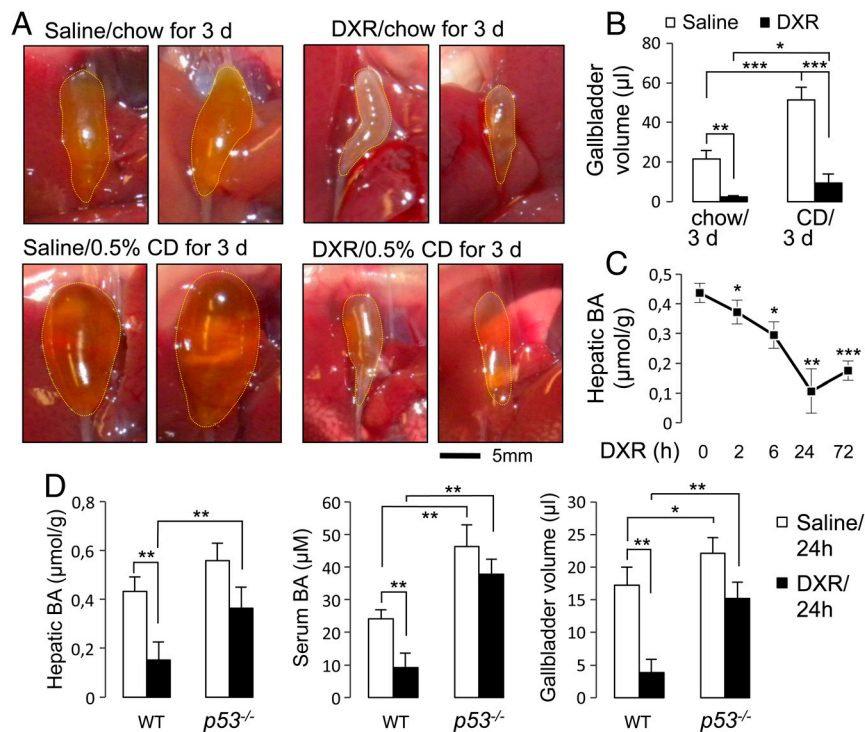 A
Saline/chow for 3 d
DXR/chow for 3 d
Saline/0.5% CD for 3 d
DXR/0.5% CD for 3 d
5mm
B
Saline
DXR
Gallbladder
volume (µl)
80
60
40
20
0
**
***
*
***
chow/
3 d
CD/
3 d
C
Hepatic BA
(µmol/g)
0,5
0,4
0,3
0,2
0,1
0
*
*
**
***
DXR (h)
0 2 6 24 72
D
Hepatic BA (µmol/g)
0,8
0,6
0,4
0,2
0
**
**
WT
p53-/-
Serum BA (µM)
60
50
40
30
20
10
0
**
**
**
WT
p53-/-
Gallbladder volume (µl)
30
25
20
15
10
5
0
**
*
**
WT
p53-/-
Saline/
24h
DXR/
24h